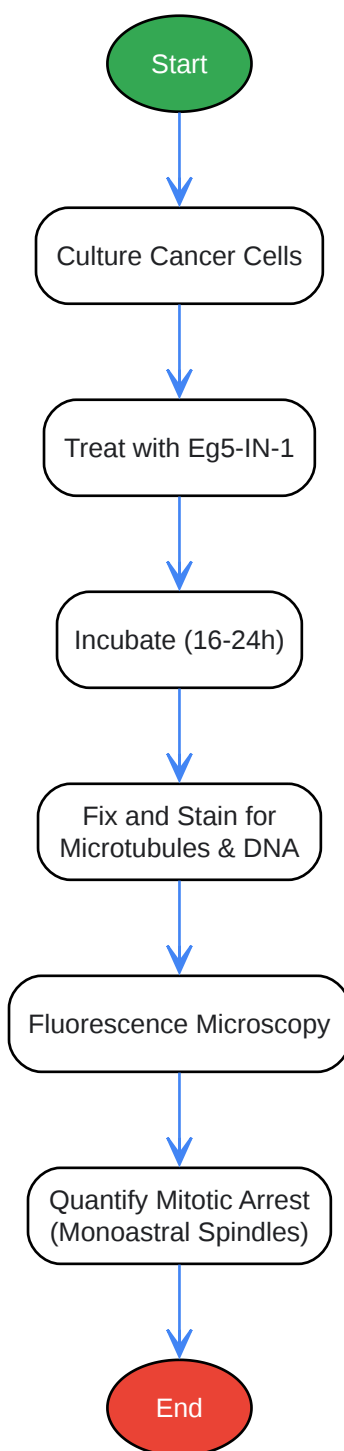 Start
Culture Cancer Cells
Treat with Eg5-IN-1
Incubate (16-24h)
Fix and Stain for
Microtubules & DNA
Fluorescence Microscopy
Quantify Mitotic Arrest
(Monoastral Spindles)
End